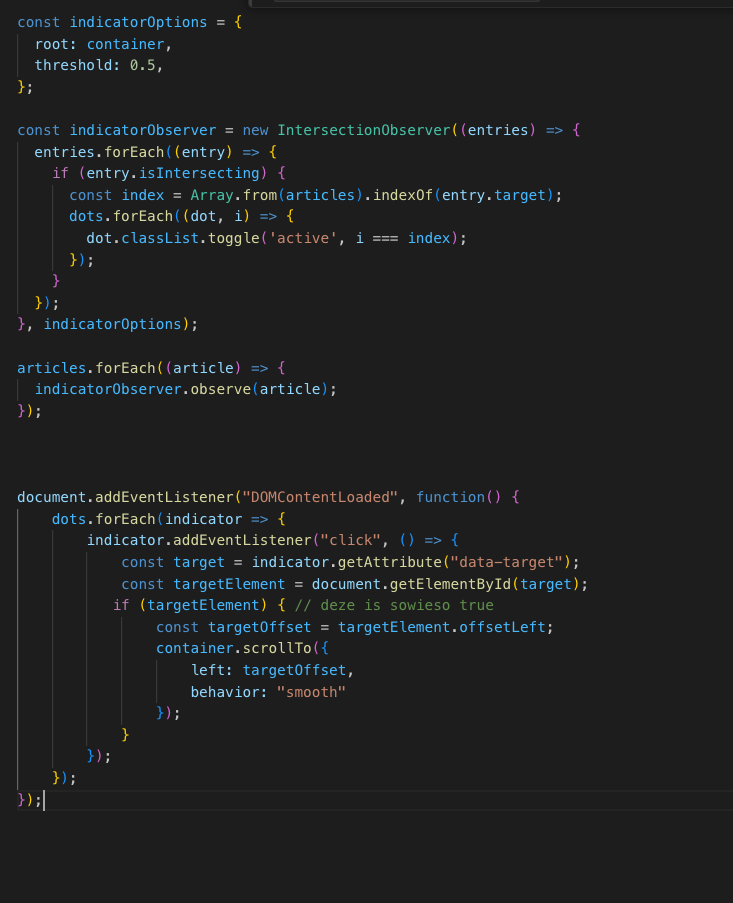 const indicatorOptions = {
  root: container,
  threshold: 0.5,
};

const indicatorObserver = new IntersectionObserver((entries) => {
  entries.forEach((entry) => {
    if (entry.isIntersecting) {
      const index = Array.from(articles).indexOf(entry.target);
      dots.forEach((dot, i) => {
        dot.classList.toggle('active', i === index);
      });
    }
  });
}, indicatorOptions);

articles.forEach((article) => {
  indicatorObserver.observe(article);
});

document.addEventListener("DOMContentLoaded", function() {
    dots.forEach(indicator => {
        indicator.addEventListener("click", () => {
            const target = indicator.getAttribute("data-target");
            const targetElement = document.getElementById(target);
           if (targetElement) { // deze is sowieso true
                const targetOffset = targetElement.offsetLeft;
                container.scrollTo({
                    left: targetOffset,
                    behavior: "smooth"
                });
            }
        });
    });
});